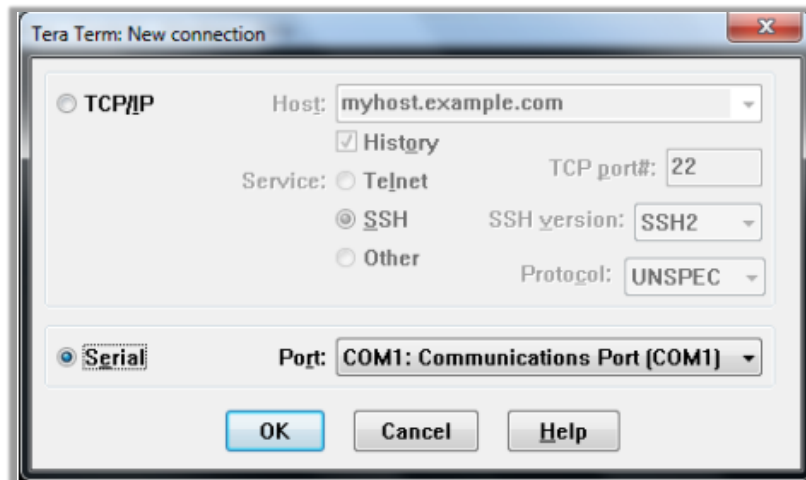 Tera Term: New connection
TCP/IP Host: myhost.example.com
History
Service: Telnet TCP port#: 22
SSH SSH version: SSH2
Other Protocol: UNSPEC
Serial Port: COM1: Communications Port (COM1)
OK Cancel Help